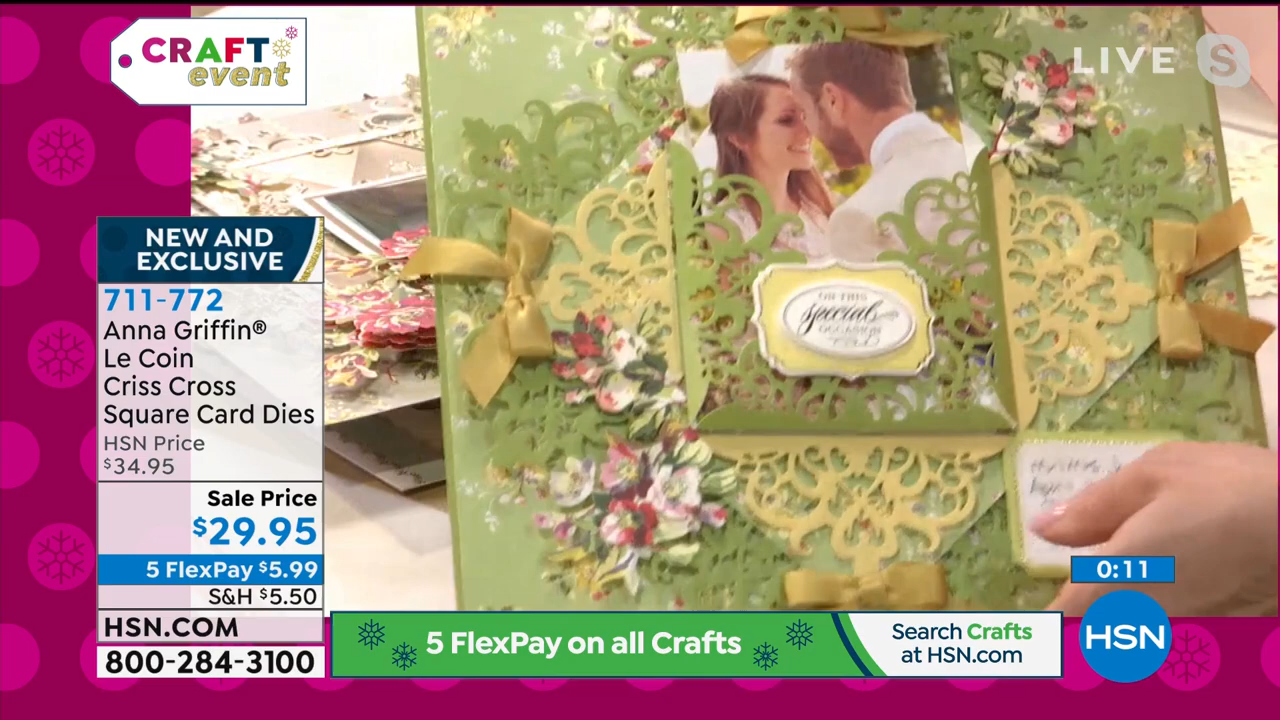 CRAFT
event
LIVE S
NEW AND
EXCLUSIVE
711-772
Anna Griffin®
Le Coin
Criss Cross
Square Card Dies
HSN Price
$34.95
Sale Price
$29.95
5 FlexPay $5.99
S&H $5.50
HSN.COM
800-284-3100
ON THIS
special
OCCASION
0:11
5 FlexPay on all Crafts
Search Crafts
at HSN.com
HSN